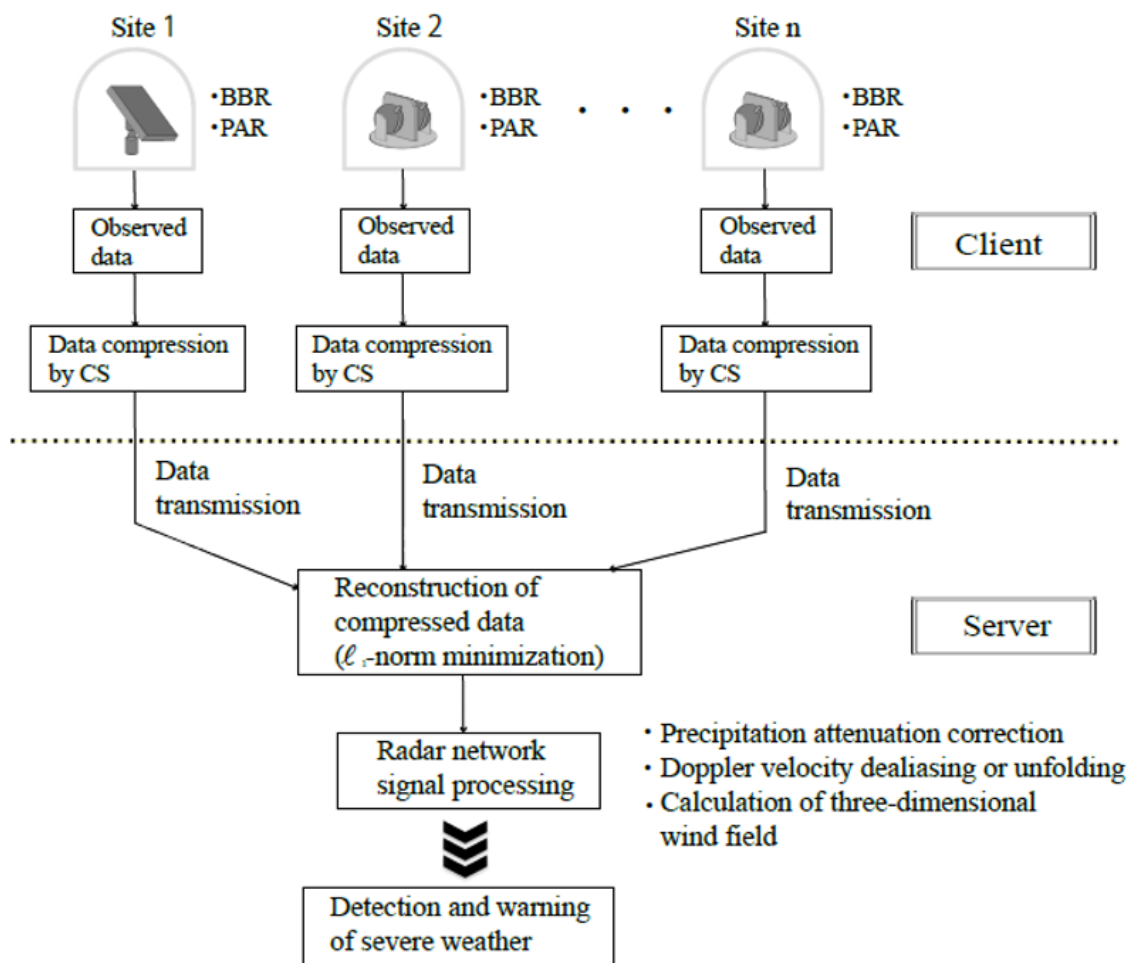 Site 1
Site 2
Site n
・BBR
・PAR
・BBR
・PAR
・ ・ ・
・BBR
・PAR
Observed
data
Observed
data
Observed
data
Client
Data compression
by CS
Data compression
by CS
Data compression
by CS
Data
transmission
Data
transmission
Data
transmission
Reconstruction of
compressed data
(ℓ₁-norm minimization)
Server
Radar network
signal processing
・Precipitation attenuation correction
・Doppler velocity dealiasing or unfolding
・Calculation of three-dimensional
wind field
Detection and warning
of severe weather